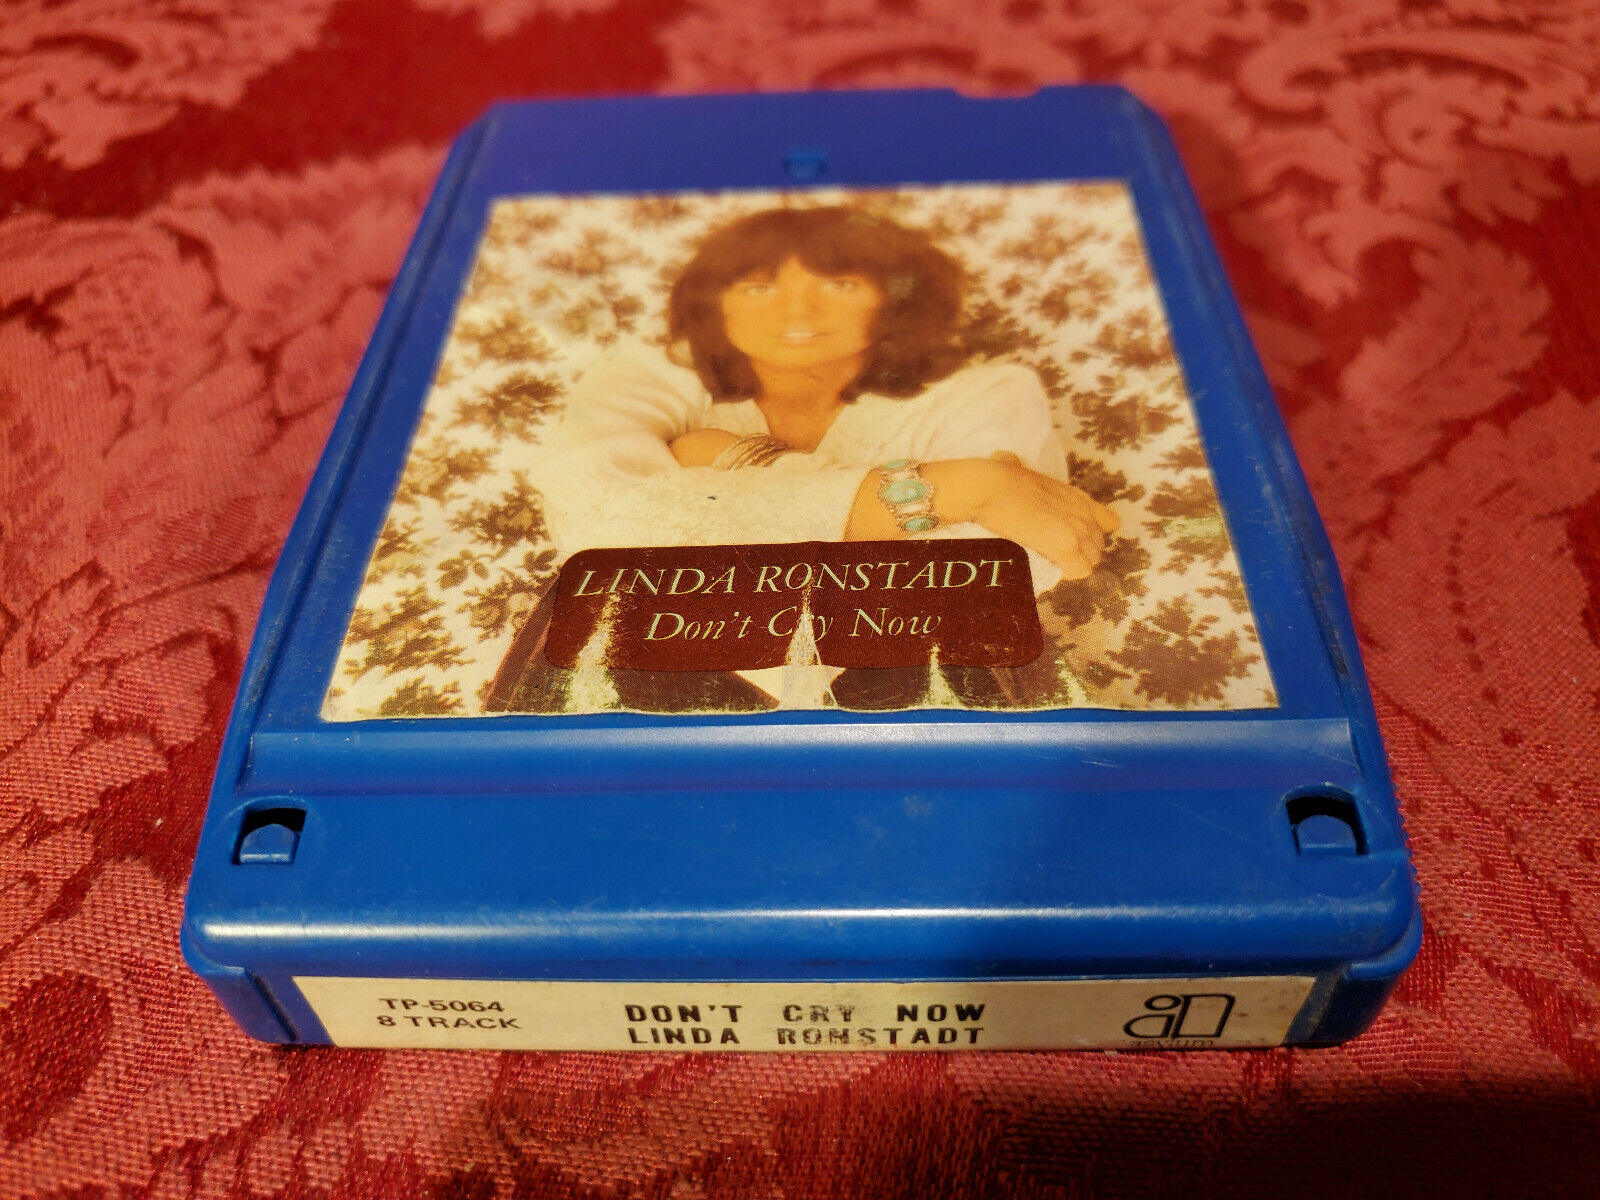 LINDA RONSTADT
Don't Cry Now
TP-5064
8 TRACK
DON'T CRY NOW
LINDA RONSTADT
asylum